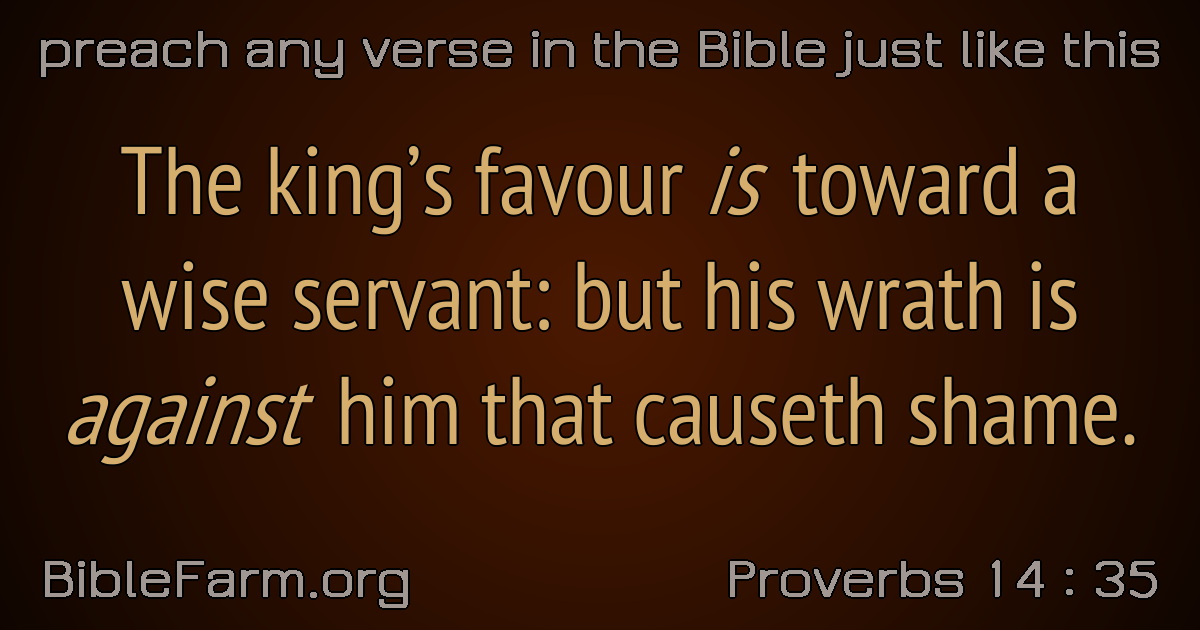 preach any verse in the Bible just like this
The king’s favour is toward a
wise servant: but his wrath is
against him that causeth shame.
BibleFarm.org
Proverbs 14 : 35